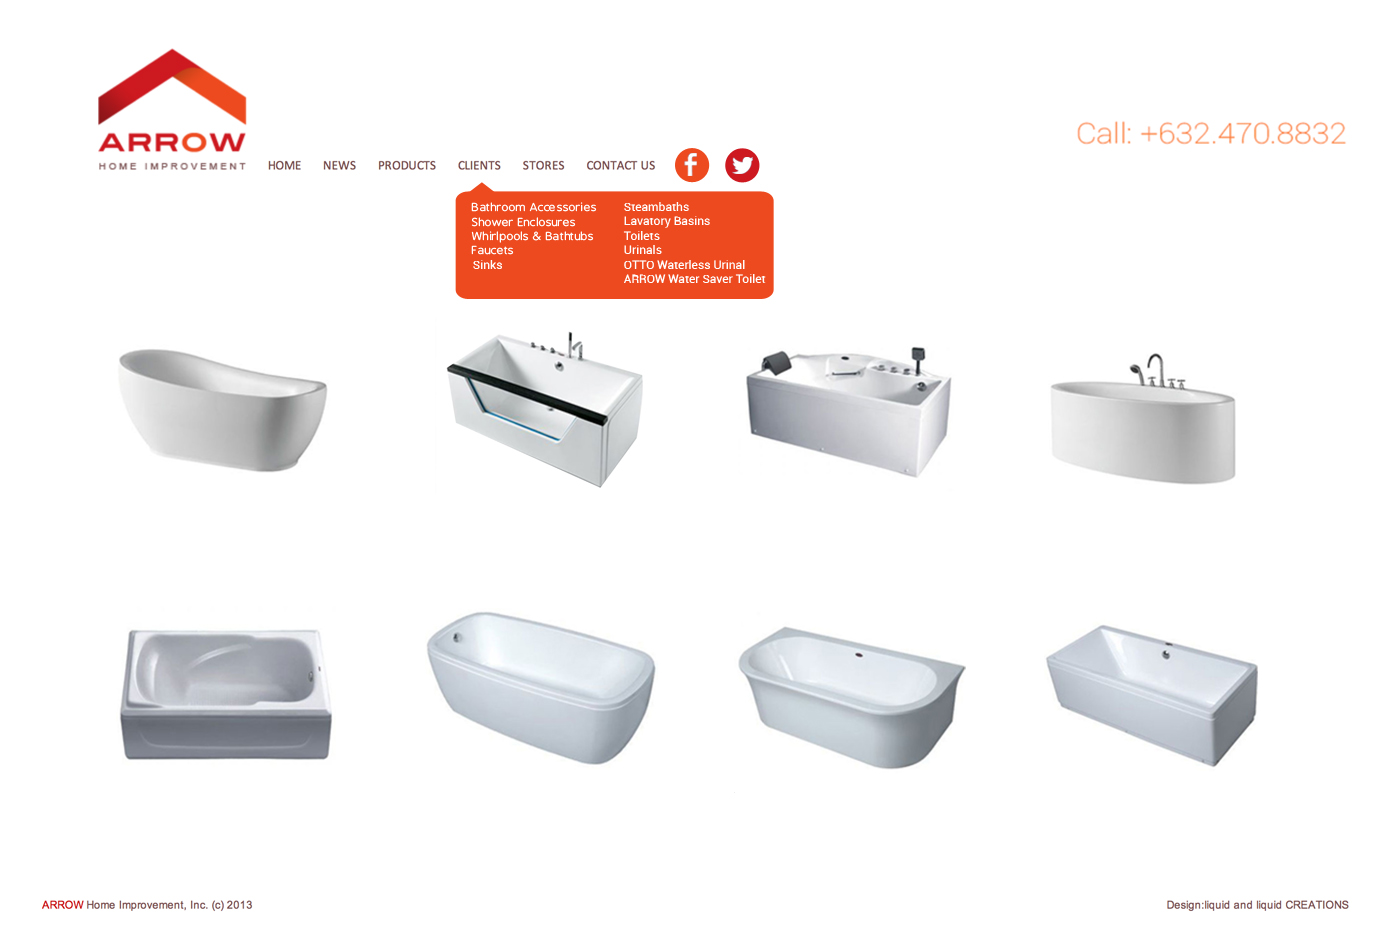 ARROW
HOME IMPROVEMENT
Call: +632.470.8832
HOME NEWS PRODUCTS CLIENTS STORES CONTACT US
Bathroom Accessories
Shower Enclosures
Whirlpools & Bathtubs
Faucets
Sinks
Steambaths
Lavatory Basins
Toilets
Urinals
OTTO Waterless Urinal
ARROW Water Saver Toilet
ARROW Home Improvement, Inc. (c) 2013
Design:liquid and liquid CREATIONS